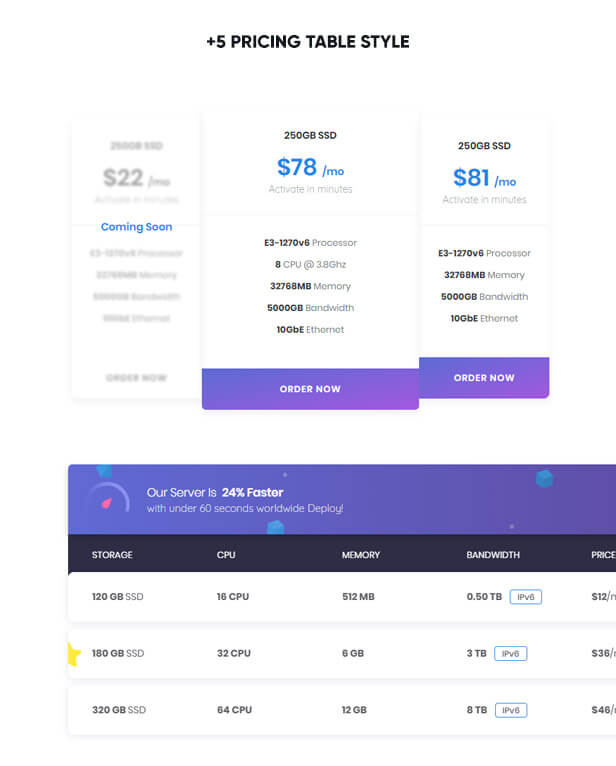 +5 PRICING TABLE STYLE
250GB SSD
$22 /mo
Activate in minutes
Coming Soon
E3-1270v6 Processor
32768MB Memory
5000GB Bandwidth
10GbE Ethernet
ORDER NOW
250GB SSD
$78 /mo
Activate in minutes
E3-1270v6 Processor
8 CPU @ 3.8Ghz
32768MB Memory
5000GB Bandwidth
10GbE Ethernet
ORDER NOW
250GB SSD
$81 /mo
Activate in minutes
E3-1270v6 Processor
32768MB Memory
5000GB Bandwidth
10GbE Ethernet
ORDER NOW
Our Server Is 24% Faster
with under 60 seconds worldwide Deploy!
STORAGE CPU MEMORY BANDWIDTH PRICE
120 GB SSD 16 CPU 512 MB 0.50 TB IPv6 $12/
180 GB SSD 32 CPU 6 GB 3 TB IPv6 $36/
320 GB SSD 64 CPU 12 GB 8 TB IPv6 $46/